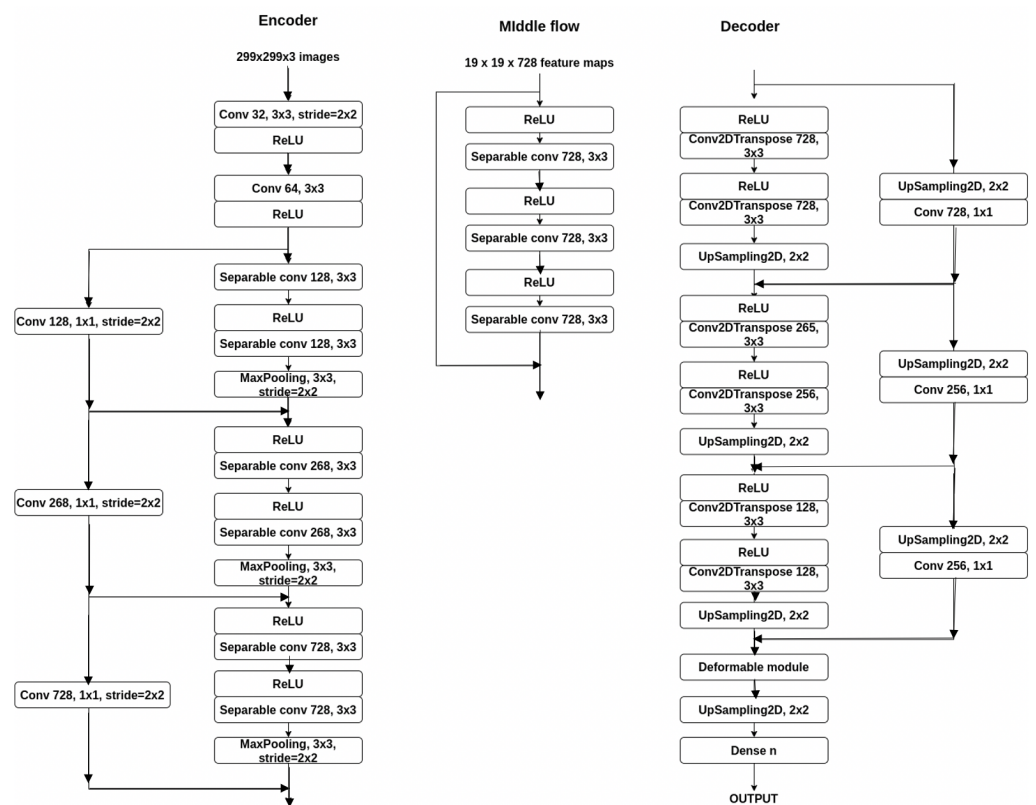 Encoder
299x299x3 images
Conv 32, 3x3, stride=2x2
ReLU
Conv 64, 3x3
ReLU
Separable conv 128, 3x3
Conv 128, 1x1, stride=2x2
ReLU
Separable conv 128, 3x3
MaxPooling, 3x3,
stride=2x2
ReLU
Separable conv 268, 3x3
Conv 268, 1x1, stride=2x2
ReLU
Separable conv 268, 3x3
MaxPooling, 3x3,
stride=2x2
ReLU
Separable conv 728, 3x3
Conv 728, 1x1, stride=2x2
ReLU
Separable conv 728, 3x3
MaxPooling, 3x3,
stride=2x2
MIddle flow
19 x 19 x 728 feature maps
ReLU
Separable conv 728, 3x3
ReLU
Separable conv 728, 3x3
ReLU
Separable conv 728, 3x3
Decoder
ReLU
Conv2DTranspose 728,
3x3
ReLU
Conv2DTranspose 728,
3x3
UpSampling2D, 2x2
UpSampling2D, 2x2
Conv 728, 1x1
ReLU
Conv2DTranspose 265,
3x3
ReLU
Conv2DTranspose 256,
3x3
UpSampling2D, 2x2
UpSampling2D, 2x2
Conv 256, 1x1
ReLU
Conv2DTranspose 128,
3x3
ReLU
Conv2DTranspose 128,
3x3
UpSampling2D, 2x2
UpSampling2D, 2x2
Conv 256, 1x1
Deformable module
UpSampling2D, 2x2
Dense n
OUTPUT